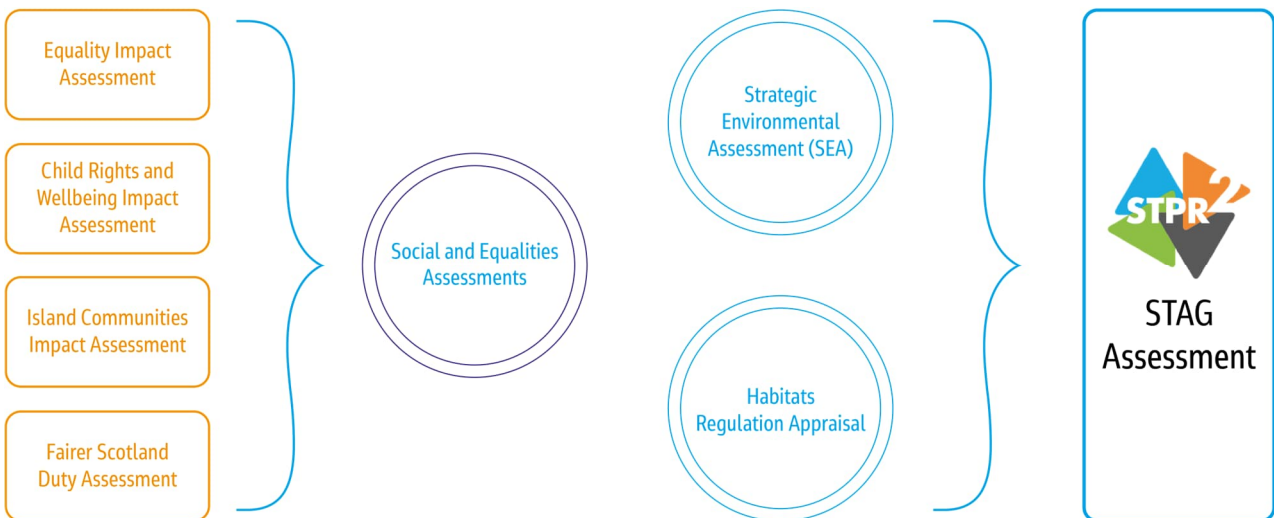 Equality Impact
Assessment
Child Rights and
Wellbeing Impact
Assessment
Island Communities
Impact Assessment
Fairer Scotland
Duty Assessment
Social and Equalities
Assessments
Strategic
Environmental
Assessment (SEA)
Habitats
Regulation Appraisal
STPR2
STAG
Assessment